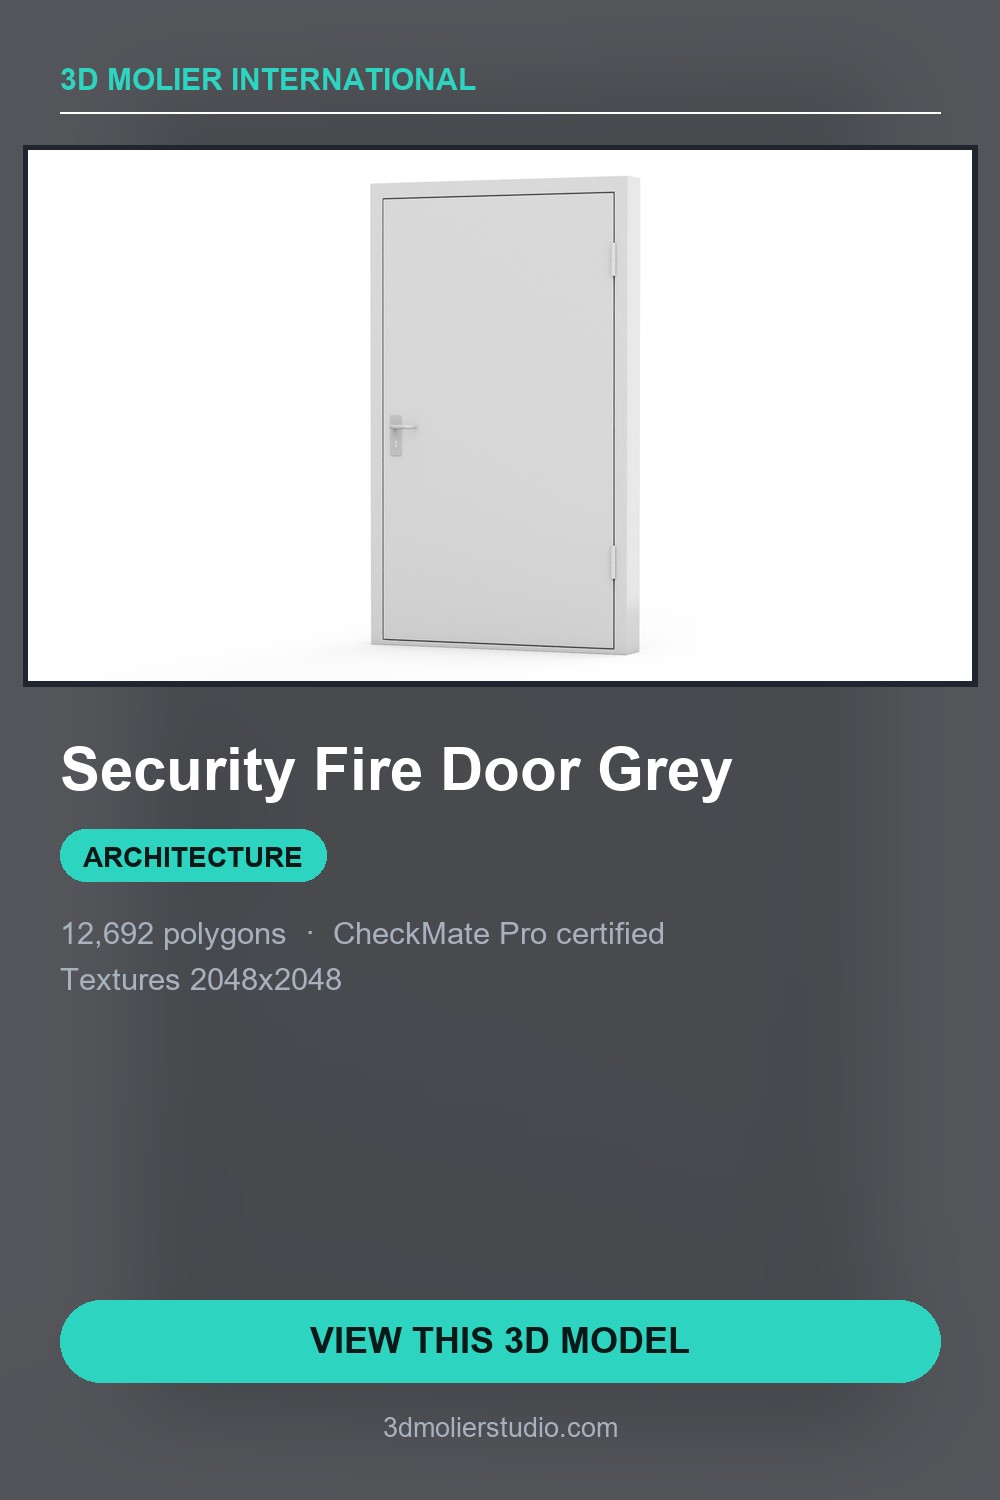 3D MOLIER INTERNATIONAL
Security Fire Door Grey
ARCHITECTURE
12,692 polygons · CheckMate Pro certified
Textures 2048x2048
VIEW THIS 3D MODEL
3dmolierstudio.com